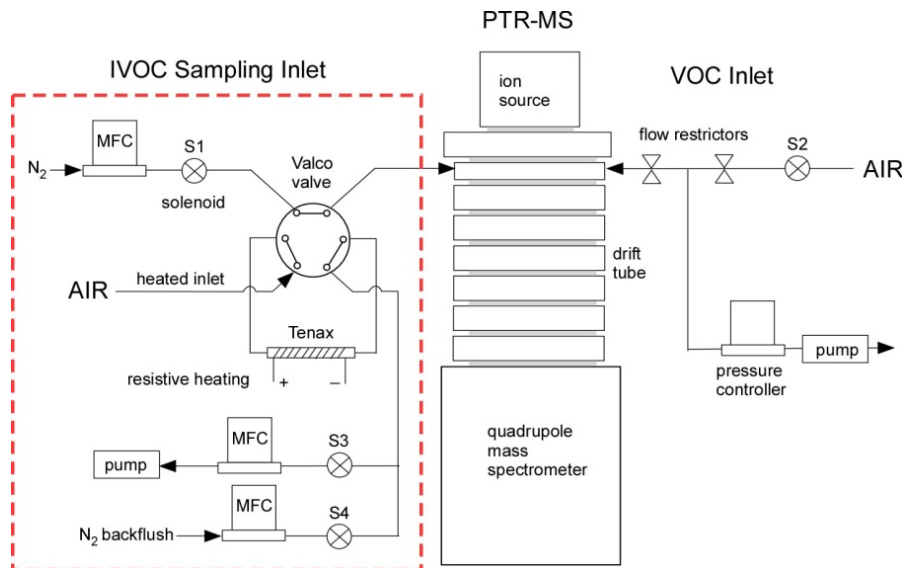 PTR-MS
IVOC Sampling Inlet
VOC Inlet
ion
source
MFC
S1
N₂
solenoid
Valco
valve
flow restrictors
S2
AIR
AIR
heated inlet
drift
tube
Tenax
resistive heating
+ −
pump
pressure
controller
MFC
S3
pump
quadrupole
mass
spectrometer
MFC
S4
N₂ backflush